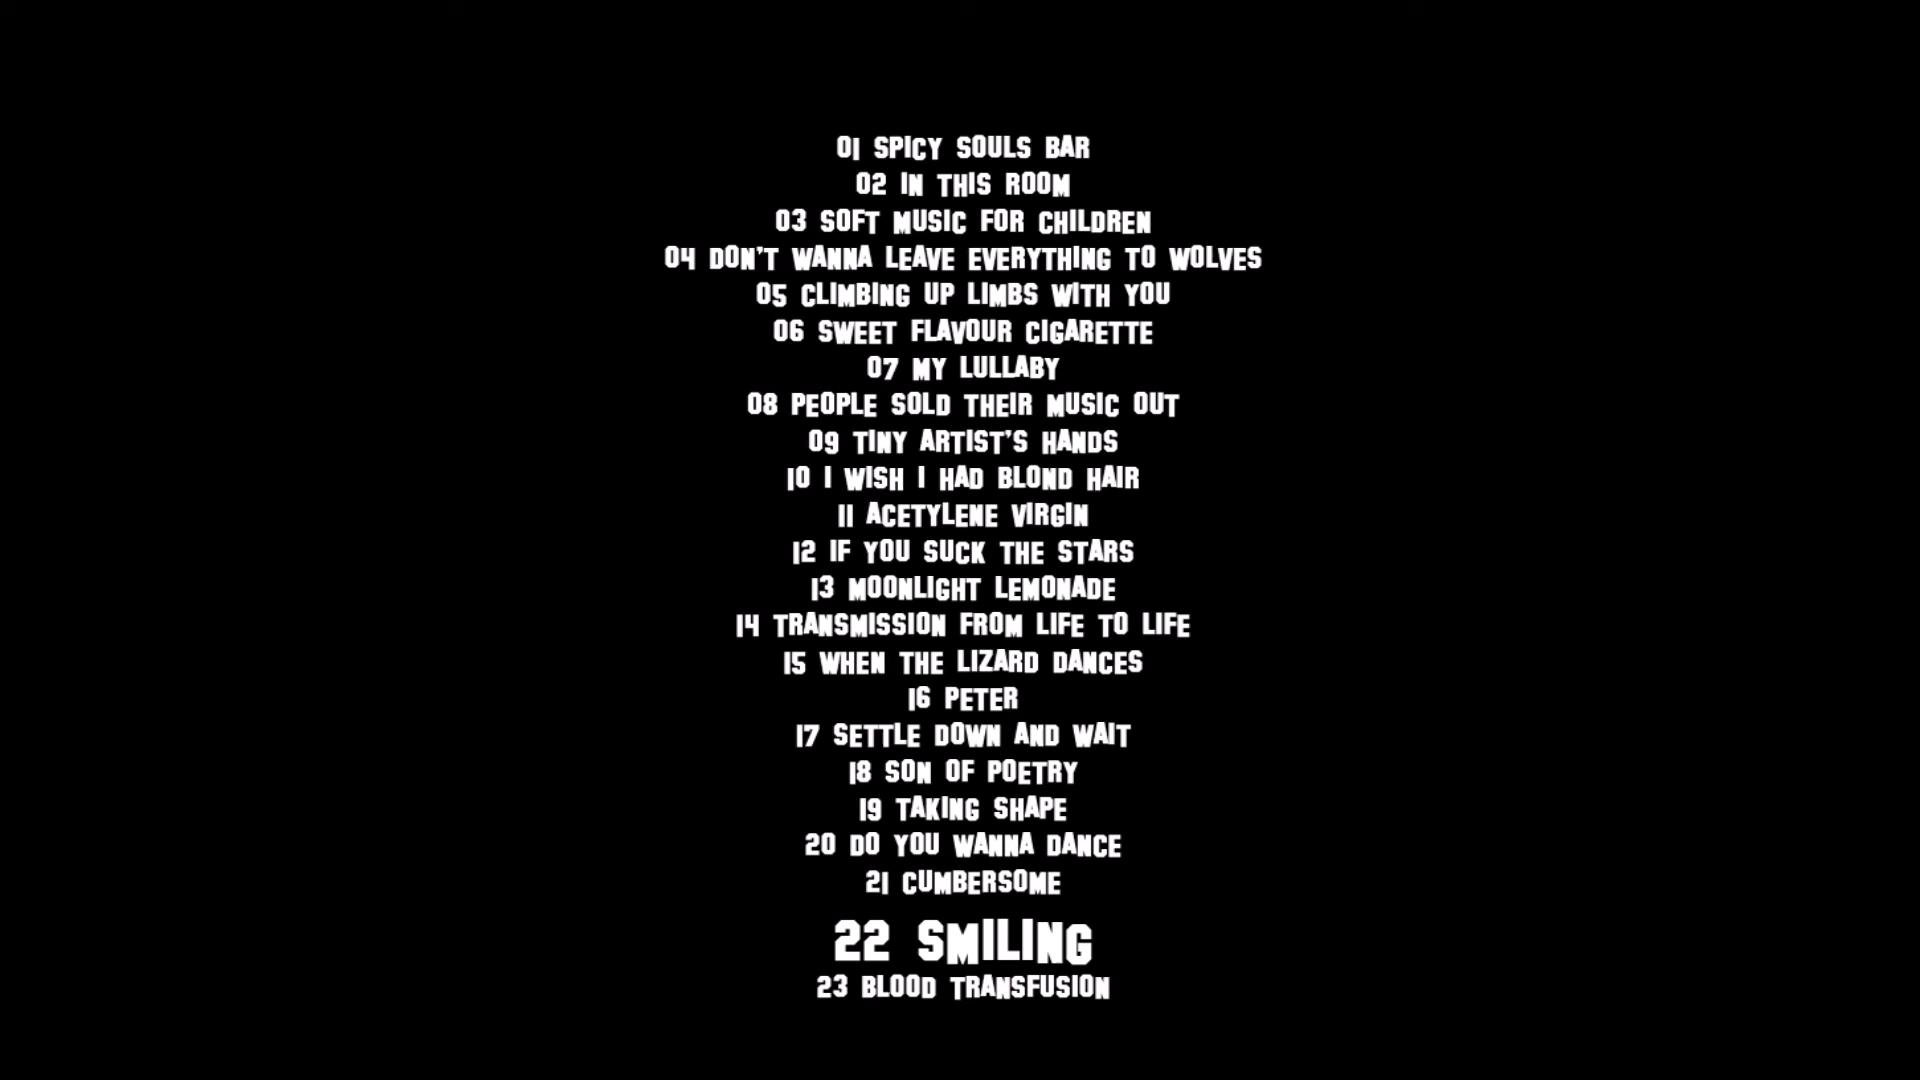 01 SPICY SOULS BAR
02 IN THIS ROOM
03 SOFT MUSIC FOR CHILDREN
04 DON'T WANNA LEAVE EVERYTHING TO WOLVES
05 CLIMBING UP LIMBS WITH YOU
06 SWEET FLAVOUR CIGARETTE
07 MY LULLABY
08 PEOPLE SOLD THEIR MUSIC OUT
09 TINY ARTIST'S HANDS
10 I WISH I HAD BLOND HAIR
11 ACETYLENE VIRGIN
12 IF YOU SUCK THE STARS
13 MOONLIGHT LEMONADE
14 TRANSMISSION FROM LIFE TO LIFE
15 WHEN THE LIZARD DANCES
16 PETER
17 SETTLE DOWN AND WAIT
18 SON OF POETRY
19 TAKING SHAPE
20 DO YOU WANNA DANCE
21 CUMBERSOME
22 SMILING
23 BLOOD TRANSFUSION